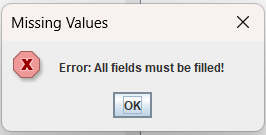 Missing Values
Error: All fields must be filled!
OK